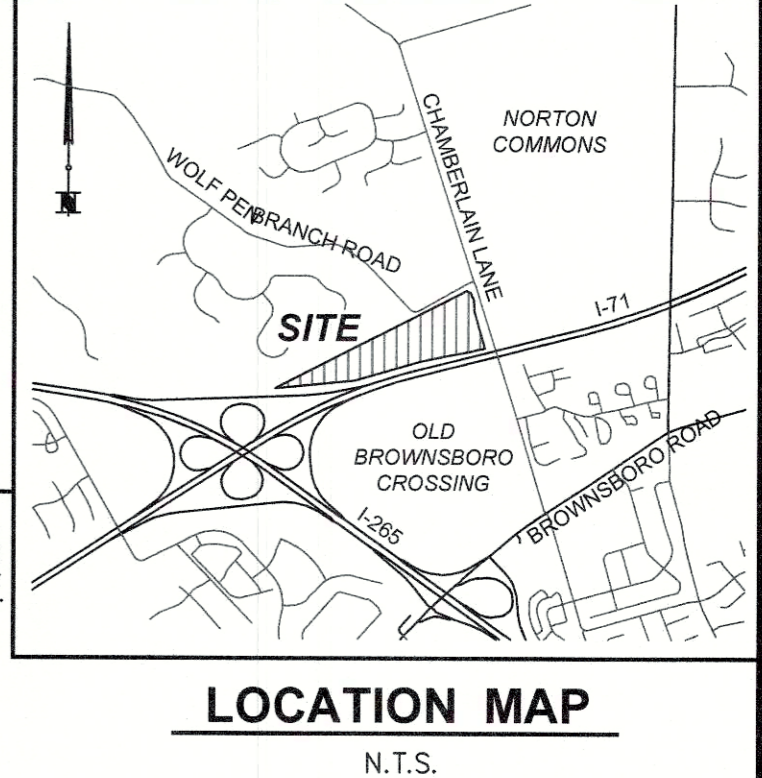 N
NORTON
COMMONS
CHAMBERLAIN LANE
WOLF PEN BRANCH ROAD
SITE
I-71
OLD
BROWNSBORO
CROSSING
BROWNSBORO ROAD
I-265
LOCATION MAP
N.T.S.